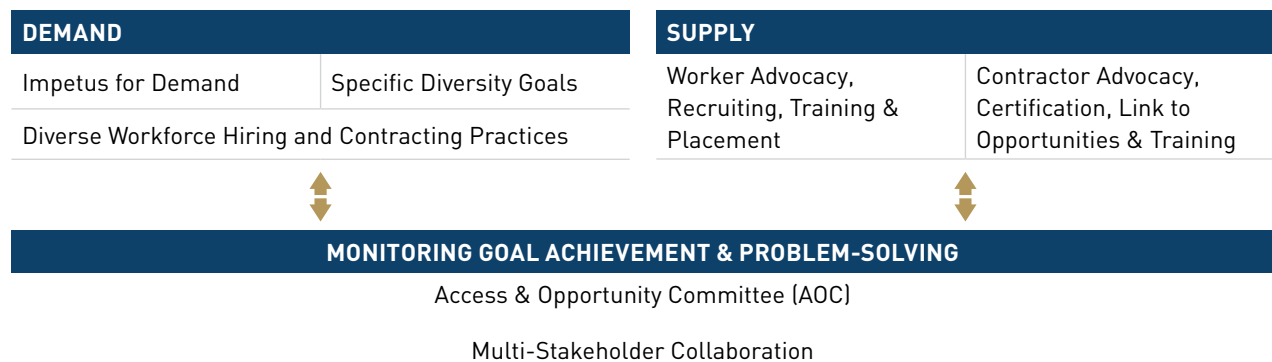 DEMAND
Impetus for Demand
Specific Diversity Goals
Diverse Workforce Hiring and Contracting Practices
SUPPLY
Worker Advocacy,
Recruiting, Training &
Placement
Contractor Advocacy,
Certification, Link to
Opportunities & Training
MONITORING GOAL ACHIEVEMENT & PROBLEM-SOLVING
Access & Opportunity Committee (AOC)
Multi-Stakeholder Collaboration